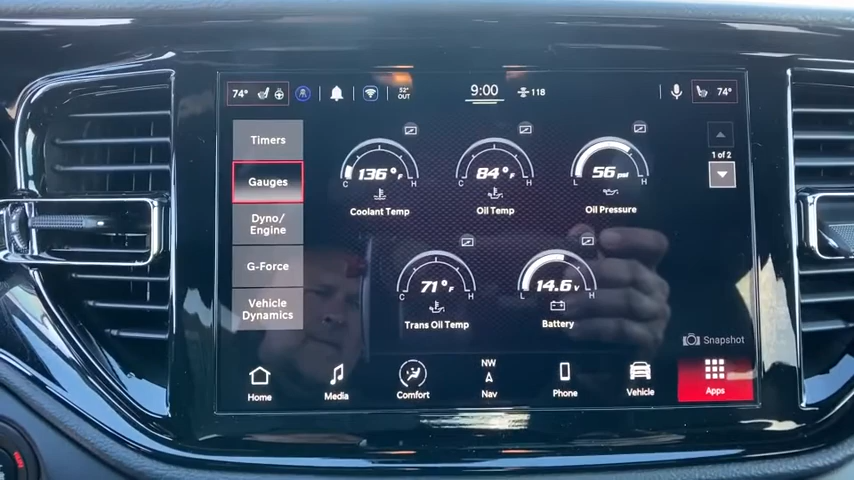 74°
52°
OUT
9:00
118
74°
Timers
Gauges
Dyno/
Engine
G-Force
Vehicle
Dynamics
136 °F
C H
Coolant Temp
84 °F
C H
Oil Temp
56 psi
L H
Oil Pressure
1 of 2
71 °F
C H
Trans Oil Temp
14.6 V
L H
Battery
Snapshot
Home
Media
Comfort
NW
Nav
Phone
Vehicle
Apps